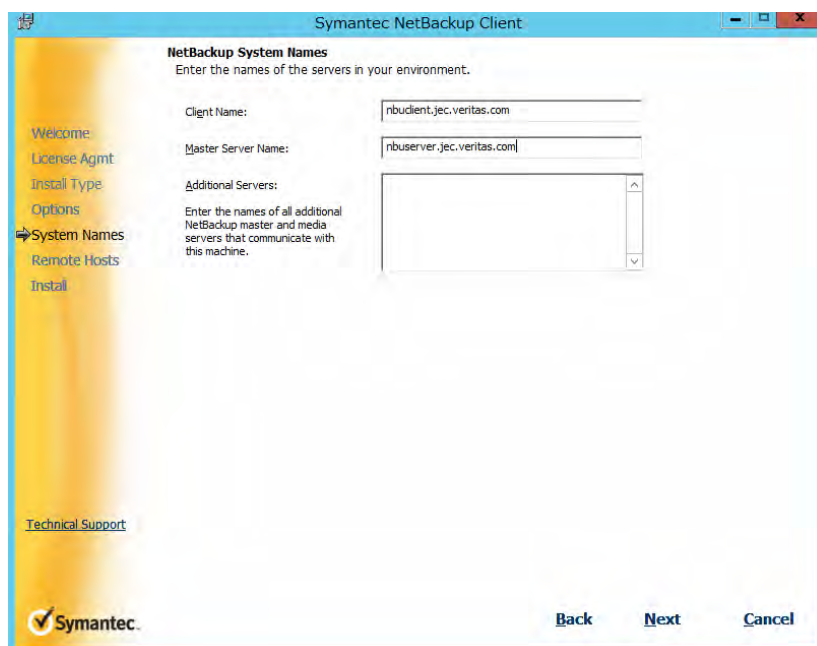 Symantec NetBackup Client
NetBackup System Names
Enter the names of the servers in your environment.
Client Name:
nbuclient.jec.veritas.com
Master Server Name:
nbuserver.jec.veritas.com
Additional Servers:
Enter the names of all additional
NetBackup master and media
servers that communicate with
this machine.
Welcome
License Agmt
Install Type
Options
System Names
Remote Hosts
Install
Technical Support
Symantec.
Back
Next
Cancel